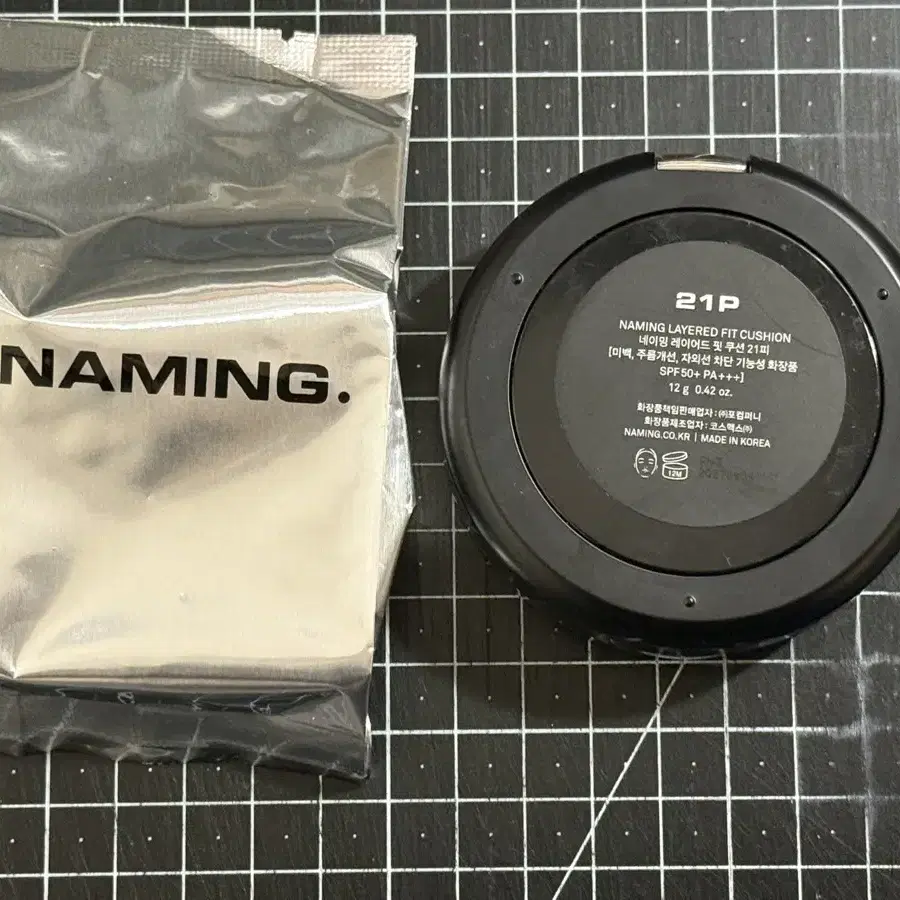 NAMING.
21P
NAMING LAYERED FIT CUSHION
네이밍 레이어드 핏 쿠션 21피
[미백, 주름개선, 자외선 차단 기능성 화장품
SPF50+ PA+++]
12 g 0.42 oz.
화장품책임판매업자 : ㈜포컴퍼니
화장품제조업자 : 코스맥스㈜
NAMING.CO.KR | MADE IN KOREA
12M